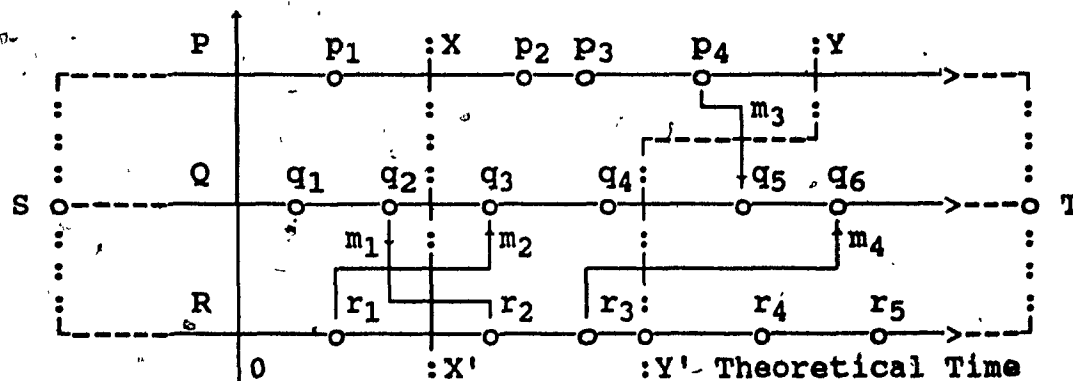 P p1 X p2 p3 p4 Y
m3
Q q1 q2 q3 q4 q5 q6
S T
m1 m2 m4
R r1 r2 r3 r4 r5
0 X' Y' Theoretical Time